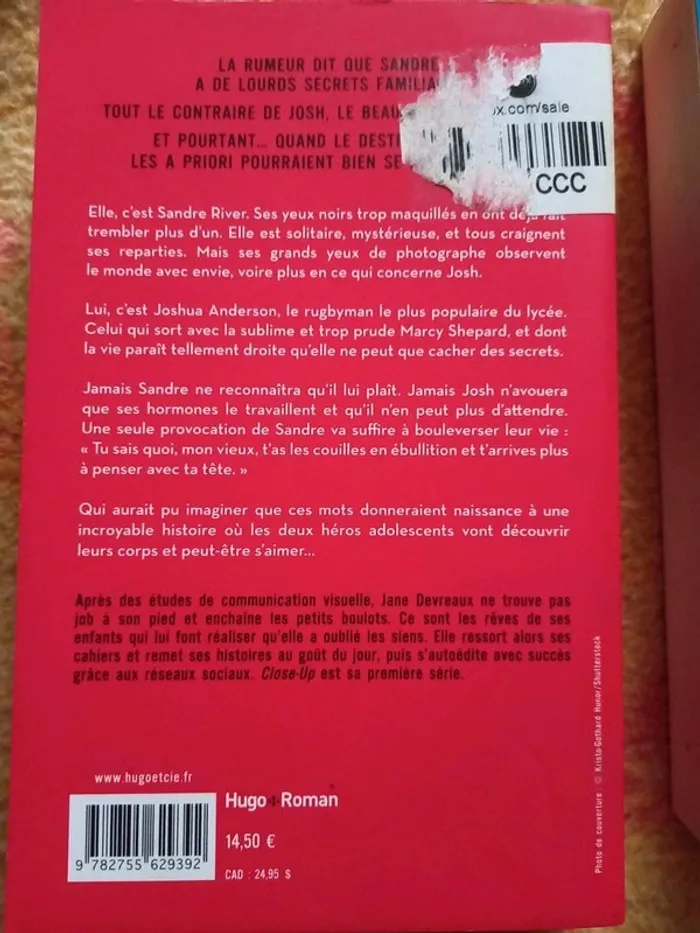 LA RUMEUR DIT QUE SANDRE
A DE LOURDS SECRETS
TOUT LE CONTRAIRE DE JOSH, LE BEAU
ET POURTANT... QUAND LE
LES A PRIORI POURRAIENT BIEN SE
x.com/sale
CCC
Elle, c'est Sandre River. Ses yeux noirs trop maquillés en ont déjà fait
trembler plus d'un. Elle est solitaire, mystérieuse, et tous craignent
ses reparties. Mais ses grands yeux de photographe observent
le monde avec envie, voire plus en ce qui concerne Josh.
Lui, c'est Joshua Anderson, le rugbyman le plus populaire du lycée.
Celui qui sort avec la sublime et trop prude Marcy Shepard, et dont
la vie paraît tellement droite qu'elle ne peut que cacher des secrets.
Jamais Sandre ne reconnaîtra qu'il lui plaît. Jamais Josh n'avouera
que ses hormones le travaillent et qu'il n'en peut plus d'attendre.
Une seule provocation de Sandre va suffire à bouleverser leur vie :
« Tu sais quoi, mon vieux, t'as les couilles en ébullition et t'arrives plus
à penser avec ta tête. »
Qui aurait pu imaginer que ces mots donneraient naissance à une
incroyable histoire où les deux héros adolescents vont découvrir
leurs corps et peut-être s'aimer...
Après des études de communication visuelle, Jane Devreaux ne trouve pas
job à son pied et enchaîne les petits boulots. Ce sont les rêves de ses
enfants qui lui font réaliser qu'elle a oublié les siens. Elle ressort alors ses
cahiers et remet ses histoires au goût du jour, puis s'autoédite avec succès
grâce aux réseaux sociaux. Close-Up est sa première série.
Photo de couverture : © Krista-Gothard Hunor/Shutterstock
www.hugoetcie.fr
Hugo Roman
14,50 €
CAD : 24,95 $
9 782755 629392